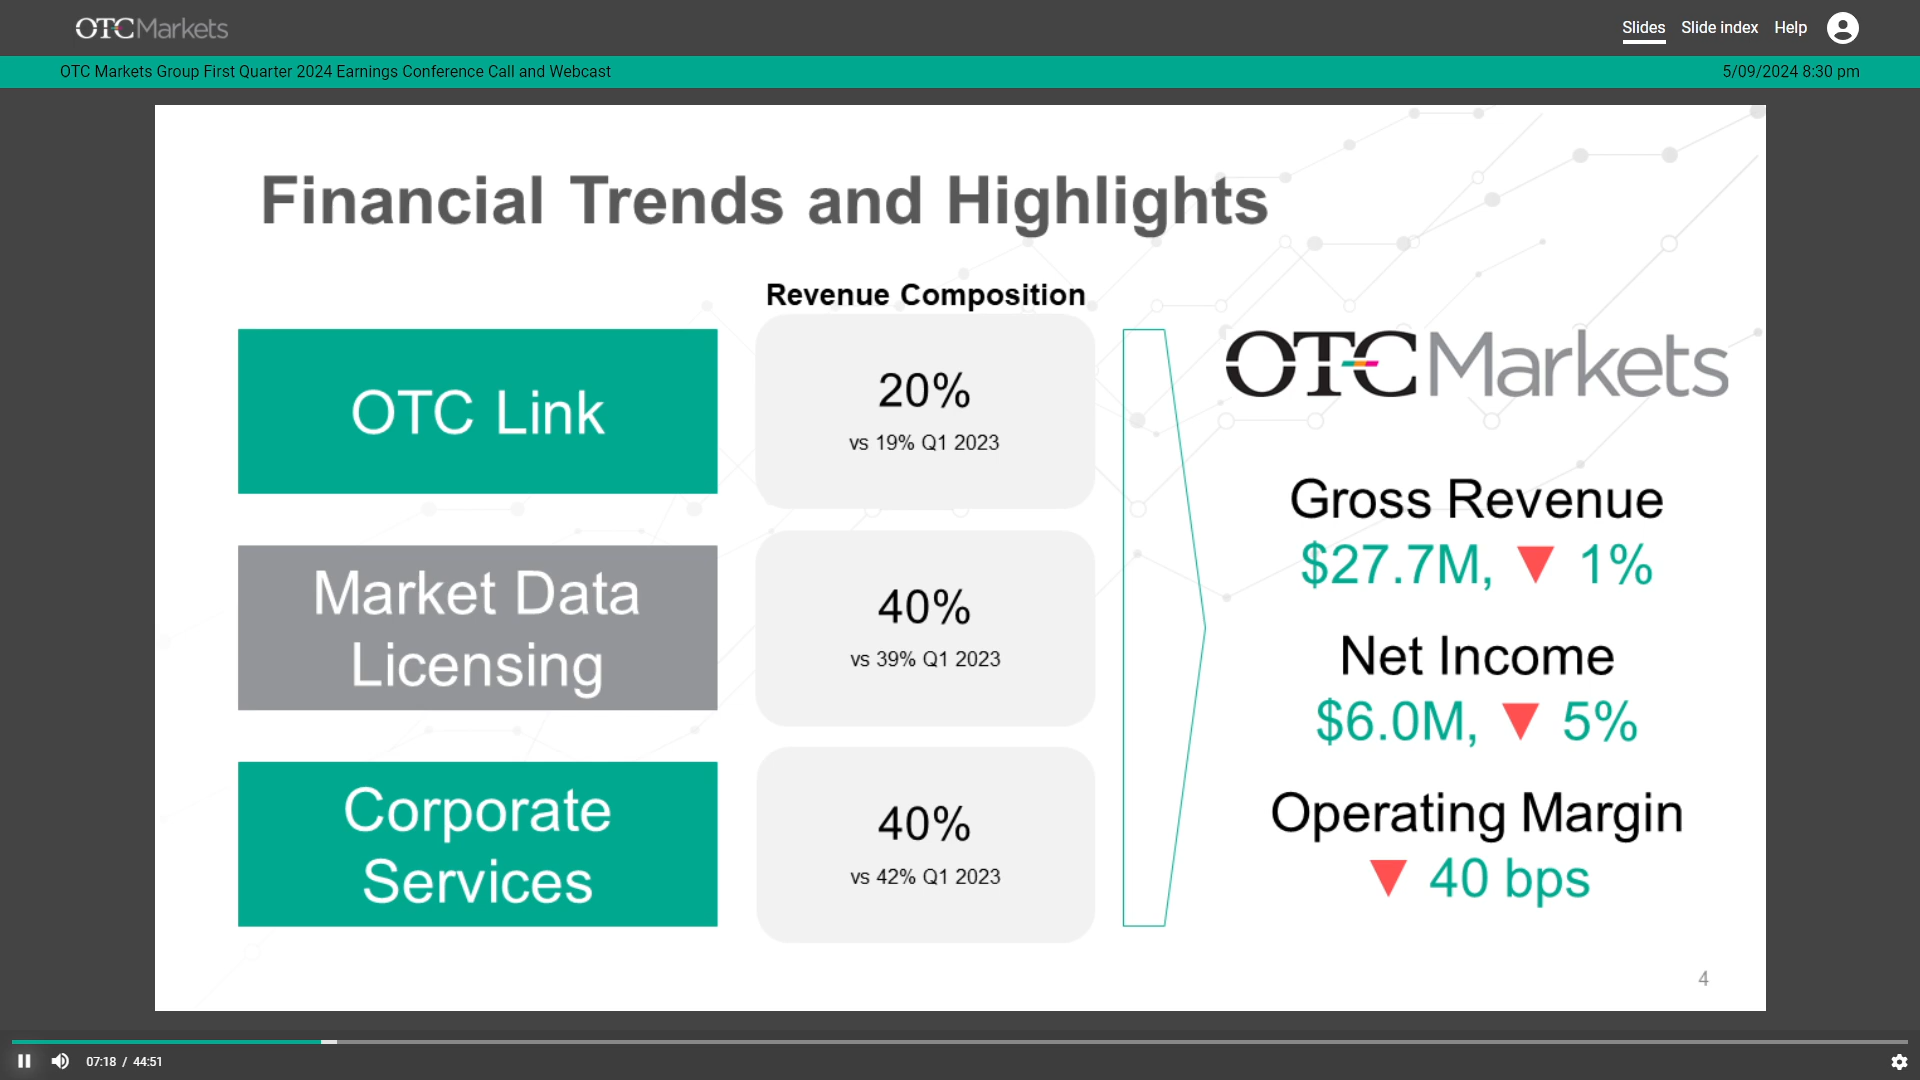 OTCMarkets
Slides Slide index Help
OTC Markets Group First Quarter 2024 Earnings Conference Call and Webcast
5/09/2024 8:30 pm
Financial Trends and Highlights
Revenue Composition
OTC Link
20%
vs 19% Q1 2023
Market Data
Licensing
40%
vs 39% Q1 2023
Corporate
Services
40%
vs 42% Q1 2023
OTCMarkets
Gross Revenue
$27.7M, ▼ 1%
Net Income
$6.0M, ▼ 5%
Operating Margin
▼ 40 bps
4
07:18 / 44:51